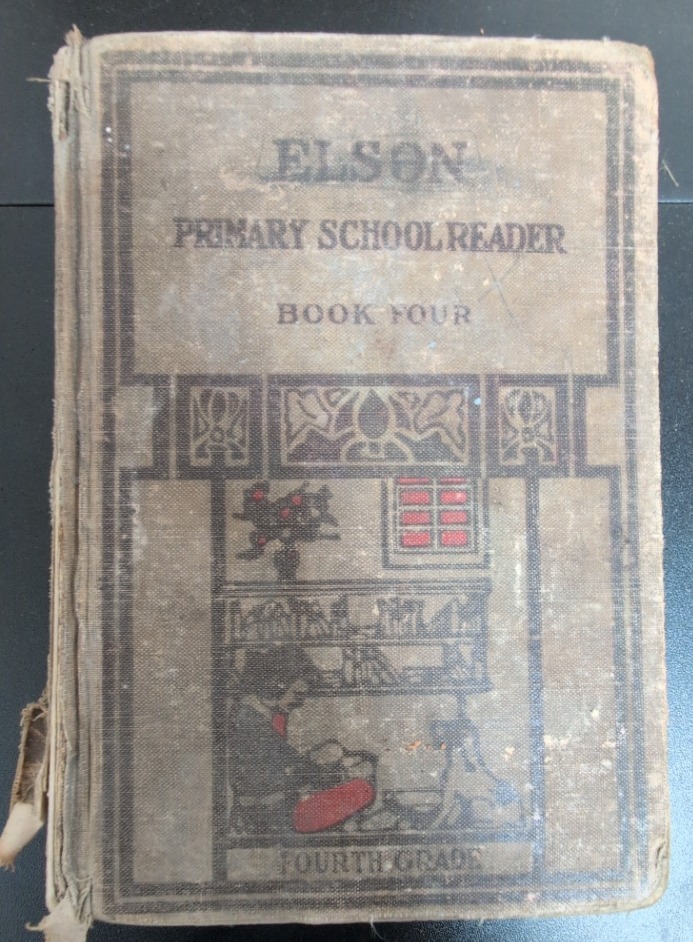 ELSON
PRIMARY SCHOOL READER
BOOK FOUR
FOURTH GRADE